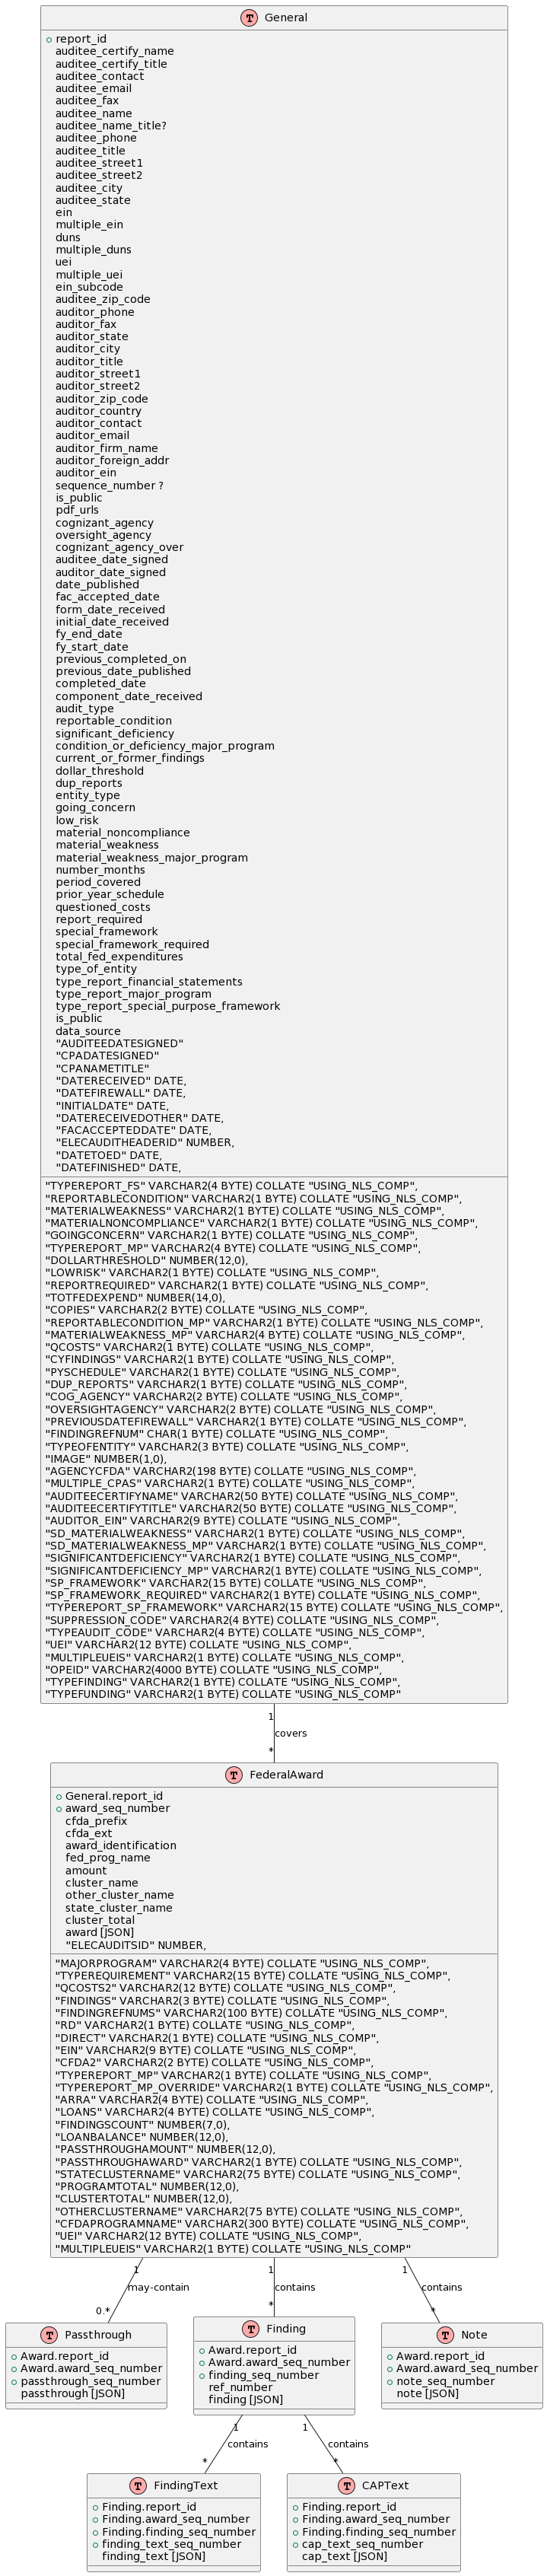 T General
report_id
auditee_certify_name
auditee_certify_title
auditee_contact
auditee_email
auditee_fax
auditee_name
auditee_name_title?
auditee_phone
auditee_title
auditee_street1
auditee_street2
auditee_city
auditee_state
ein
multiple_ein
duns
multiple_duns
uei
multiple_uei
ein_subcode
auditee_zip_code
auditor_phone
auditor_fax
auditor_state
auditor_city
auditor_title
auditor_street1
auditor_street2
auditor_zip_code
auditor_country
auditor_contact
auditor_email
auditor_firm_name
auditor_foreign_addr
auditor_ein
sequence_number ?
is_public
pdf_urls
cognizant_agency
oversight_agency
cognizant_agency_over
auditee_date_signed
auditor_date_signed
date_published
fac_accepted_date
form_date_received
initial_date_received
fy_end_date
fy_start_date
previous_completed_on
previous_date_published
completed_date
component_date_received
audit_type
reportable_condition
significant_deficiency
condition_or_deficiency_major_program
current_or_former_findings
dollar_threshold
dup_reports
entity_type
going_concern
low_risk
material_noncompliance
material_weakness
material_weakness_major_program
number_months
period_covered
prior_year_schedule
questioned_costs
report_required
special_framework
special_framework_required
total_fed_expenditures
type_of_entity
type_report_financial_statements
type_report_major_program
type_report_special_purpose_framework
is_public
data_source
"AUDITEEDATESIGNED"
"CPADATESIGNED"
"CPANAMETITLE"
"DATERECEIVED" DATE,
"DATEFIREWALL" DATE,
"INITIALDATE" DATE,
"DATERECEIVEDOTHER" DATE,
"FACACCEPTEDDATE" DATE,
"ELECAUDITHEADERID" NUMBER,
"DATETOED" DATE,
"DATEFINISHED" DATE,
"TYPEREPORT_FS" VARCHAR2(4 BYTE) COLLATE "USING_NLS_COMP",
"REPORTABLECONDITION" VARCHAR2(1 BYTE) COLLATE "USING_NLS_COMP",
"MATERIALWEAKNESS" VARCHAR2(1 BYTE) COLLATE "USING_NLS_COMP",
"MATERIALNONCOMPLIANCE" VARCHAR2(1 BYTE) COLLATE "USING_NLS_COMP",
"GOINGCONCERN" VARCHAR2(1 BYTE) COLLATE "USING_NLS_COMP",
"TYPEREPORT_MP" VARCHAR2(4 BYTE) COLLATE "USING_NLS_COMP",
"DOLLARTHRESHOLD" NUMBER(12,0),
"LOWRISK" VARCHAR2(1 BYTE) COLLATE "USING_NLS_COMP",
"REPORTREQUIRED" VARCHAR2(1 BYTE) COLLATE "USING_NLS_COMP",
"TOTFEDEXPEND" NUMBER(14,0),
"COPIES" VARCHAR2(2 BYTE) COLLATE "USING_NLS_COMP",
"REPORTABLECONDITION_MP" VARCHAR2(1 BYTE) COLLATE "USING_NLS_COMP",
"MATERIALWEAKNESS_MP" VARCHAR2(4 BYTE) COLLATE "USING_NLS_COMP",
"QCOSTS" VARCHAR2(1 BYTE) COLLATE "USING_NLS_COMP",
"CYFINDINGS" VARCHAR2(1 BYTE) COLLATE "USING_NLS_COMP",
"PYSCHEDULE" VARCHAR2(1 BYTE) COLLATE "USING_NLS_COMP",
"DUP_REPORTS" VARCHAR2(1 BYTE) COLLATE "USING_NLS_COMP",
"COG_AGENCY" VARCHAR2(2 BYTE) COLLATE "USING_NLS_COMP",
"OVERSIGHTAGENCY" VARCHAR2(2 BYTE) COLLATE "USING_NLS_COMP",
"PREVIOUSDATEFIREWALL" VARCHAR2(1 BYTE) COLLATE "USING_NLS_COMP",
"FINDINGREFNUM" CHAR(1 BYTE) COLLATE "USING_NLS_COMP",
"TYPEOFENTITY" VARCHAR2(3 BYTE) COLLATE "USING_NLS_COMP",
"IMAGE" NUMBER(1,0),
"AGENCYCFDA" VARCHAR2(198 BYTE) COLLATE "USING_NLS_COMP",
"MULTIPLE_CPAS" VARCHAR2(1 BYTE) COLLATE "USING_NLS_COMP",
"AUDITEECERTIFYNAME" VARCHAR2(50 BYTE) COLLATE "USING_NLS_COMP",
"AUDITEECERTIFYTITLE" VARCHAR2(50 BYTE) COLLATE "USING_NLS_COMP",
"AUDITOR_EIN" VARCHAR2(9 BYTE) COLLATE "USING_NLS_COMP",
"SD_MATERIALWEAKNESS" VARCHAR2(1 BYTE) COLLATE "USING_NLS_COMP",
"SD_MATERIALWEAKNESS_MP" VARCHAR2(1 BYTE) COLLATE "USING_NLS_COMP",
"SIGNIFICANTDEFICIENCY" VARCHAR2(1 BYTE) COLLATE "USING_NLS_COMP",
"SIGNIFICANTDEFICIENCY_MP" VARCHAR2(1 BYTE) COLLATE "USING_NLS_COMP",
"SP_FRAMEWORK" VARCHAR2(15 BYTE) COLLATE "USING_NLS_COMP",
"SP_FRAMEWORK_REQUIRED" VARCHAR2(1 BYTE) COLLATE "USING_NLS_COMP",
"TYPEREPORT_SP_FRAMEWORK" VARCHAR2(15 BYTE) COLLATE "USING_NLS_COMP",
"SUPPRESSION_CODE" VARCHAR2(4 BYTE) COLLATE "USING_NLS_COMP",
"TYPEAUDIT_CODE" VARCHAR2(4 BYTE) COLLATE "USING_NLS_COMP",
"UEI" VARCHAR2(12 BYTE) COLLATE "USING_NLS_COMP",
"MULTIPLEUEIS" VARCHAR2(1 BYTE) COLLATE "USING_NLS_COMP",
"OPEID" VARCHAR2(4000 BYTE) COLLATE "USING_NLS_COMP",
"TYPEFINDING" VARCHAR2(1 BYTE) COLLATE "USING_NLS_COMP",
"TYPEFUNDING" VARCHAR2(1 BYTE) COLLATE "USING_NLS_COMP"
1
covers
*
T FederalAward
General.report_id
award_seq_number
cfda_prefix
cfda_ext
award_identification
fed_prog_name
amount
cluster_name
other_cluster_name
state_cluster_name
cluster_total
award [JSON]
"ELECAUDITSID" NUMBER,
"MAJORPROGRAM" VARCHAR2(4 BYTE) COLLATE "USING_NLS_COMP",
"TYPEREQUIREMENT" VARCHAR2(15 BYTE) COLLATE "USING_NLS_COMP",
"QCOSTS2" VARCHAR2(12 BYTE) COLLATE "USING_NLS_COMP",
"FINDINGS" VARCHAR2(3 BYTE) COLLATE "USING_NLS_COMP",
"FINDINGREFNUMS" VARCHAR2(100 BYTE) COLLATE "USING_NLS_COMP",
"RD" VARCHAR2(1 BYTE) COLLATE "USING_NLS_COMP",
"DIRECT" VARCHAR2(1 BYTE) COLLATE "USING_NLS_COMP",
"EIN" VARCHAR2(9 BYTE) COLLATE "USING_NLS_COMP",
"CFDA2" VARCHAR2(2 BYTE) COLLATE "USING_NLS_COMP",
"TYPEREPORT_MP" VARCHAR2(1 BYTE) COLLATE "USING_NLS_COMP",
"TYPEREPORT_MP_OVERRIDE" VARCHAR2(1 BYTE) COLLATE "USING_NLS_COMP",
"ARRA" VARCHAR2(4 BYTE) COLLATE "USING_NLS_COMP",
"LOANS" VARCHAR2(4 BYTE) COLLATE "USING_NLS_COMP",
"FINDINGSCOUNT" NUMBER(7,0),
"LOANBALANCE" NUMBER(12,0),
"PASSTHROUGHAMOUNT" NUMBER(12,0),
"PASSTHROUGHAWARD" VARCHAR2(1 BYTE) COLLATE "USING_NLS_COMP",
"STATECLUSTERNAME" VARCHAR2(75 BYTE) COLLATE "USING_NLS_COMP",
"PROGRAMTOTAL" NUMBER(12,0),
"CLUSTERTOTAL" NUMBER(12,0),
"OTHERCLUSTERNAME" VARCHAR2(75 BYTE) COLLATE "USING_NLS_COMP",
"CFDAPROGRAMNAME" VARCHAR2(300 BYTE) COLLATE "USING_NLS_COMP",
"UEI" VARCHAR2(12 BYTE) COLLATE "USING_NLS_COMP",
"MULTIPLEUEIS" VARCHAR2(1 BYTE) COLLATE "USING_NLS_COMP"
1
may-contain
0.*
1
contains
*
1
contains
*
T Passthrough
Award.report_id
Award.award_seq_number
passthrough_seq_number
passthrough [JSON]
T Finding
Award.report_id
Award.award_seq_number
finding_seq_number
ref_number
finding [JSON]
T Note
Award.report_id
Award.award_seq_number
note_seq_number
note [JSON]
1
contains
*
1
contains
*
T FindingText
Finding.report_id
Finding.award_seq_number
Finding.finding_seq_number
finding_text_seq_number
finding_text [JSON]
T CAPText
Finding.report_id
Finding.award_seq_number
Finding.finding_seq_number
cap_text_seq_number
cap_text [JSON]